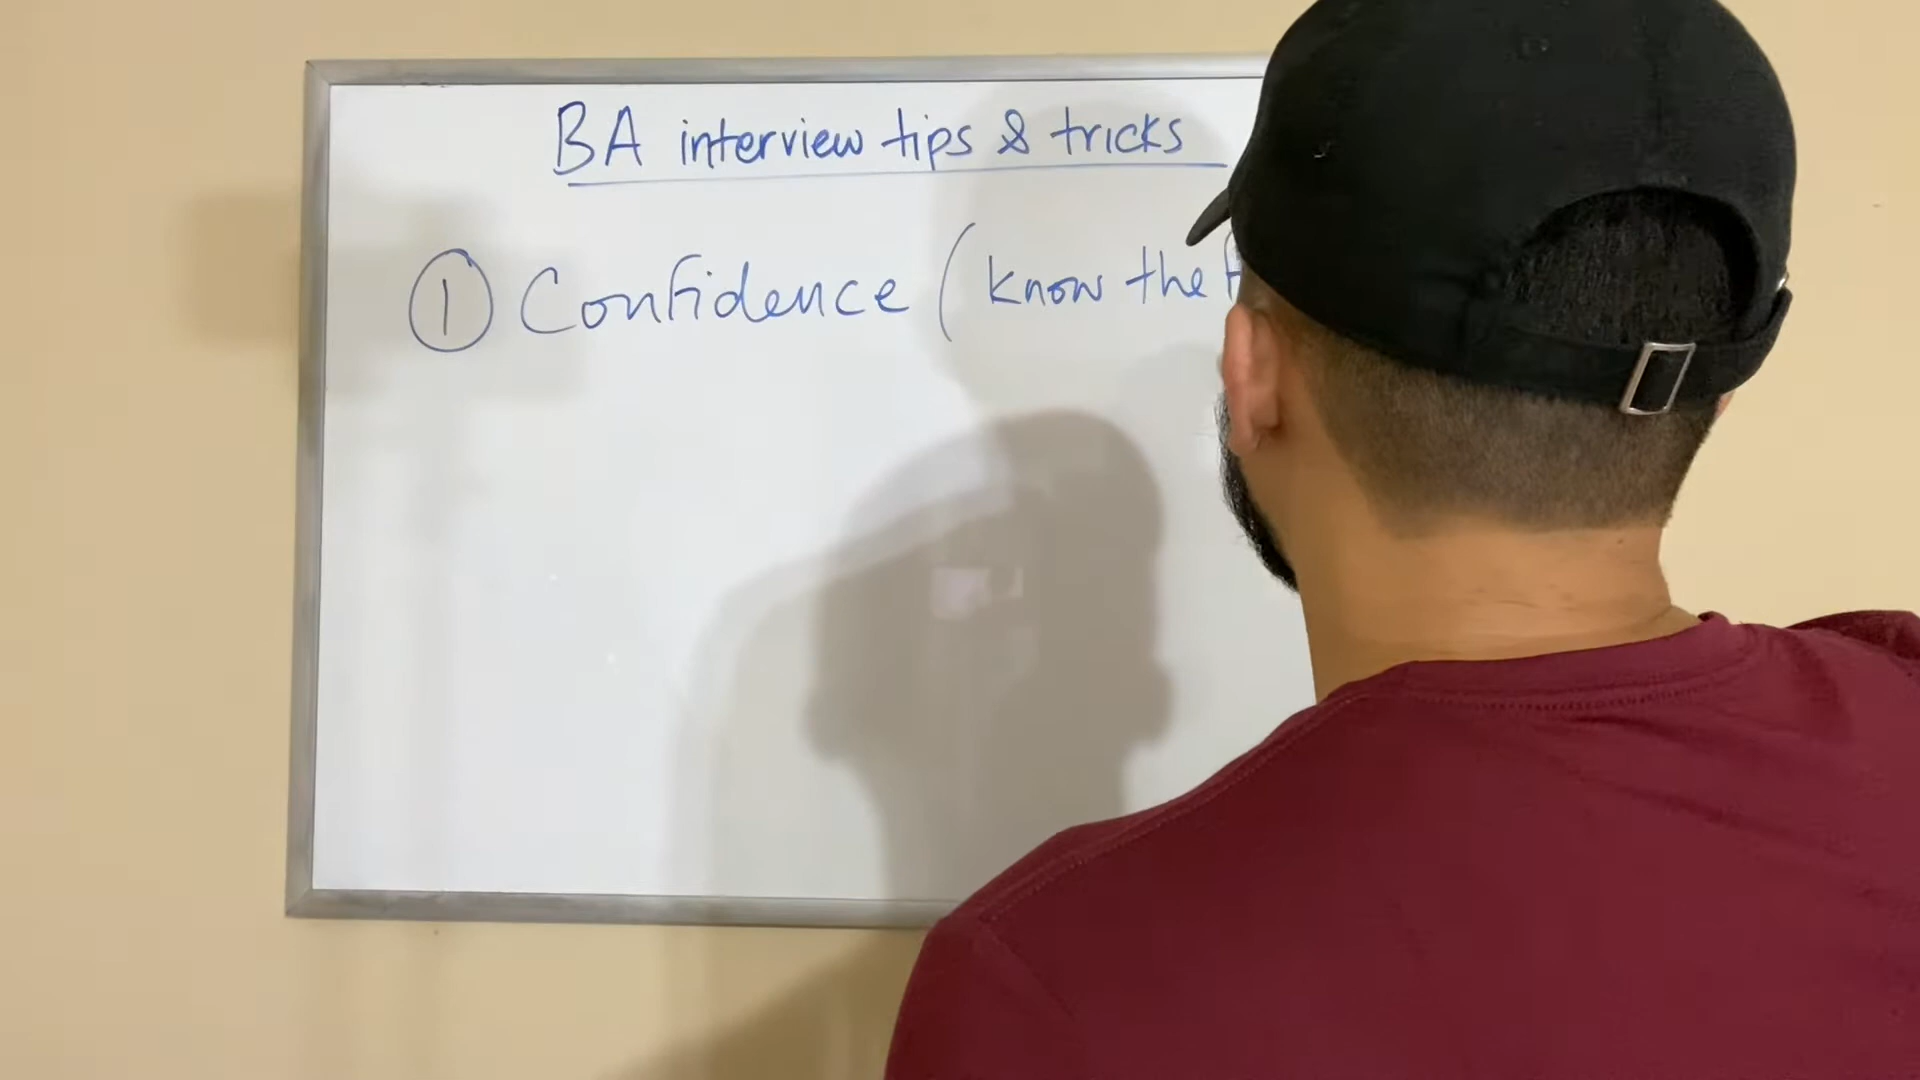 BA interview tips & tricks
① Confidence (know the